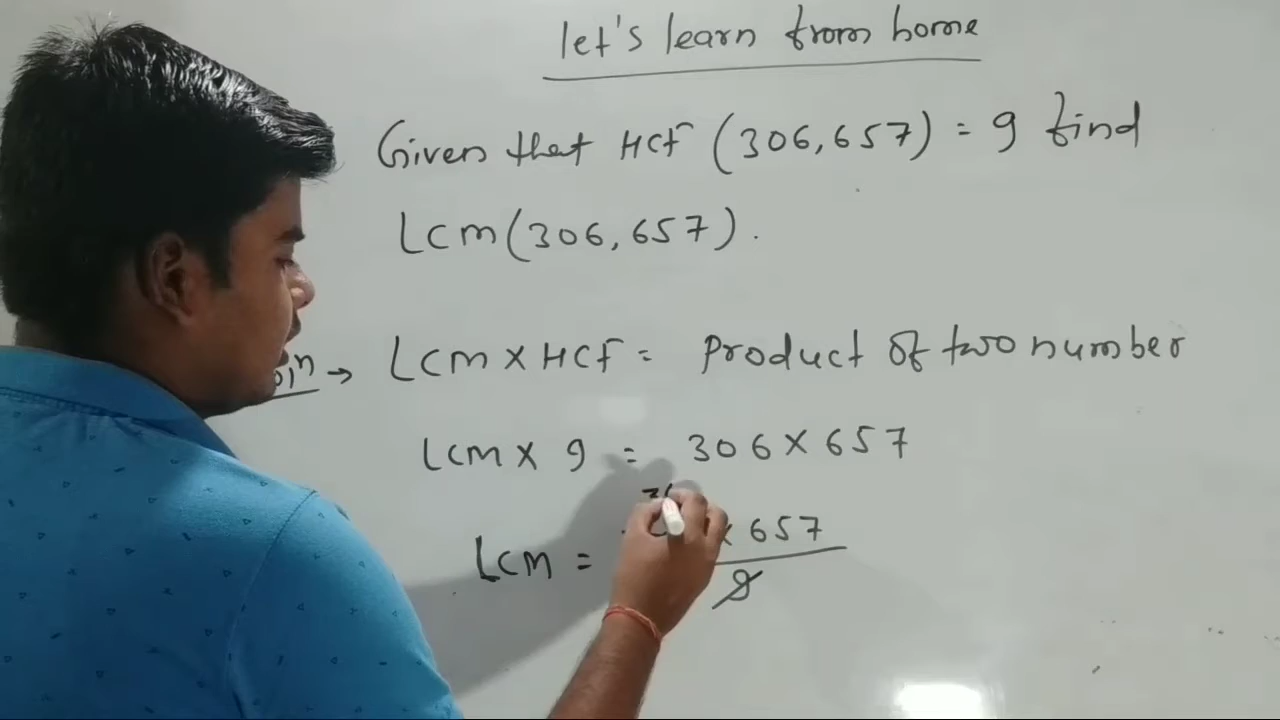 let's learn from home
Given that HCF (306,657) = 9 find
Lcm(306,657).
→ LCM X HCF = Product of two number
LCM X 9 = 306 X 657
LCM = x 657
9